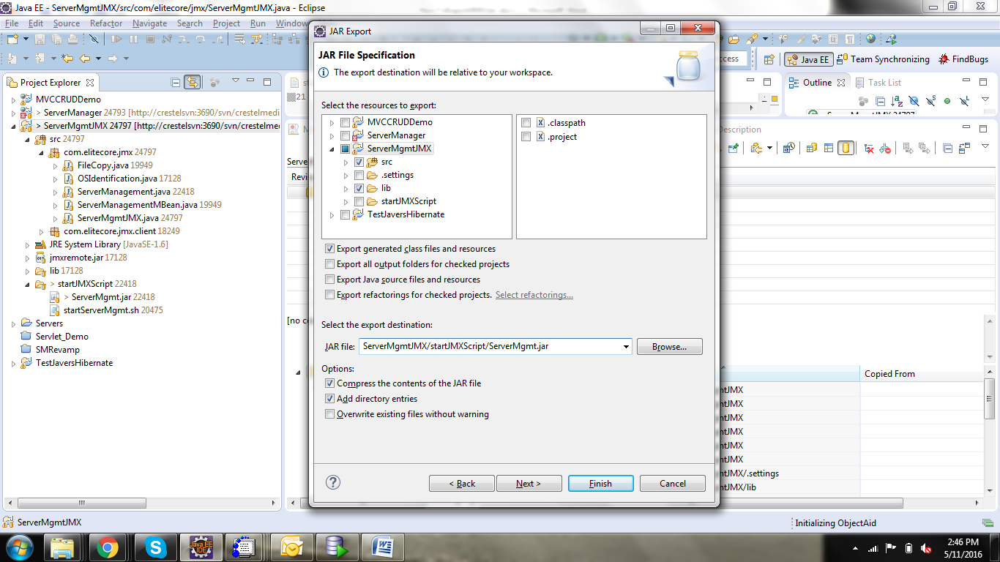 Java EE - ServerMgmtJMX/src/com/elitecore/jmx/ServerMgmtJMX.java - Eclipse
File Edit Source Refactor Navigate Search Project Run Window
JAR Export
JAR File Specification
The export destination will be relative to your workspace.
Java EE Team Synchronizing FindBugs
Project Explorer
MVCCRUDDemo
> ServerManager 24793 [http://crestelsvn:3690/svn/crestelmedi
> ServerMgmtJMX 24797 [http://crestelsvn:3690/svn/crestelme
src 24797
com.elitecore.jmx 24797
FileCopy.java 19949
OSIdentification.java 17128
ServerManagement.java 22418
ServerManagementMBean.java 19949
ServerMgmtJMX.java 24797
com.elitecore.jmx.client 18249
JRE System Library [JavaSE-1.6]
jmxremote.jar 17128
lib 17128
> startJMXScript 22418
> ServerMgmt.jar 22418
startServerMgmt.sh 20475
Servers
Servlet_Demo
SMRevamp
TestJaversHibernate
21
Serve
Revi
[no co
Select the resources to export:
MVCCRUDDemo
ServerManager
ServerMgmtJMX
src
.settings
lib
startJMXScript
TestJaversHibernate
.classpath
.project
Export generated class files and resources
Export all output folders for checked projects
Export Java source files and resources
Export refactorings for checked projects. Select refactorings...
Select the export destination:
JAR file: ServerMgmtJMX/startJMXScript/ServerMgmt.jar Browse...
Options:
Compress the contents of the JAR file
Add directory entries
Overwrite existing files without warning
< Back Next > Finish Cancel
Outline Task List
Description
Copied From
ntJMX
ntJMX
ntJMX
ntJMX
ntJMX
ntJMX
ntJMX/.settings
ntJMX/lib
ServerMgmtJMX
Initializing ObjectAid
Java EE
IDE
2:46 PM
5/11/2016